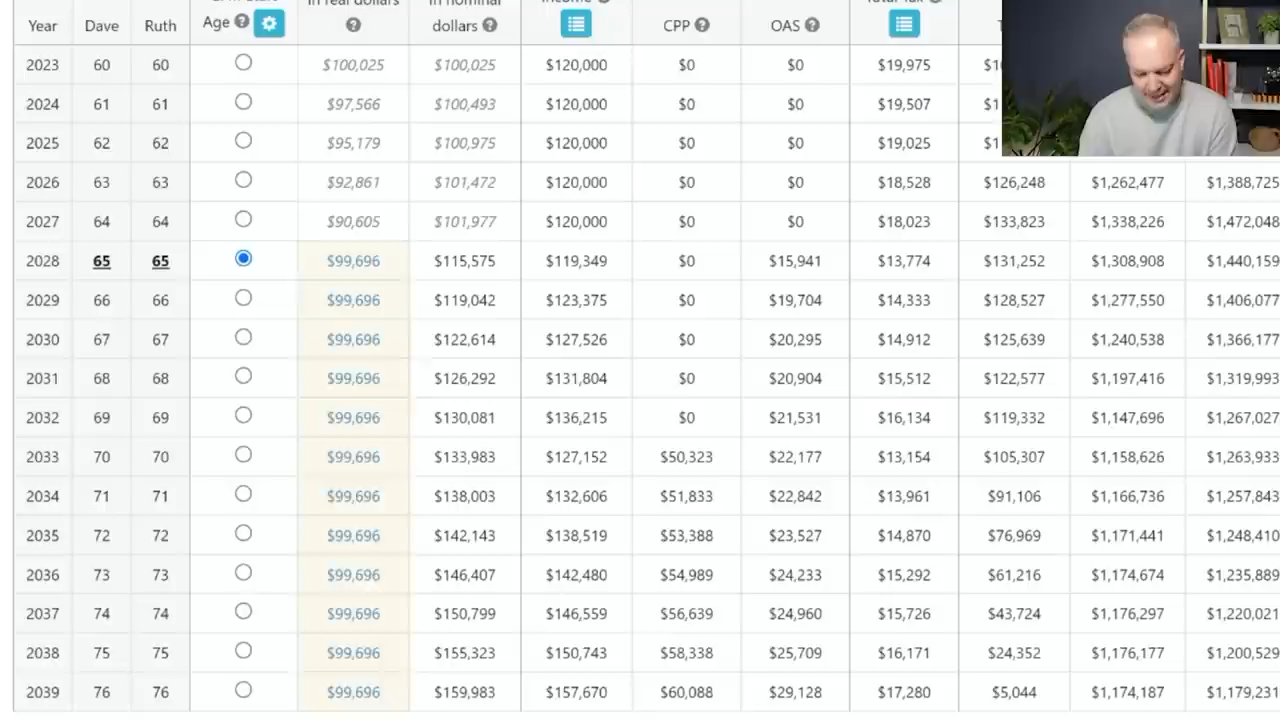 in real dollars in nominal
Age dollars CPP OAS
Year Dave Ruth
2023 60 60 $100,025 $100,025 $120,000 $0 $0 $19,975
2024 61 61 $97,566 $100,493 $120,000 $0 $0 $19,507
2025 62 62 $95,179 $100,975 $120,000 $0 $0 $19,025
2026 63 63 $92,861 $101,472 $120,000 $0 $0 $18,528 $126,248 $1,262,477 $1,388,725
2027 64 64 $90,605 $101,977 $120,000 $0 $0 $18,023 $133,823 $1,338,226 $1,472,048
2028 65 65 $99,696 $115,575 $119,349 $0 $15,941 $13,774 $131,252 $1,308,908 $1,440,159
2029 66 66 $99,696 $119,042 $123,375 $0 $19,704 $14,333 $128,527 $1,277,550 $1,406,077
2030 67 67 $99,696 $122,614 $127,526 $0 $20,295 $14,912 $125,639 $1,240,538 $1,366,177
2031 68 68 $99,696 $126,292 $131,804 $0 $20,904 $15,512 $122,577 $1,197,416 $1,319,993
2032 69 69 $99,696 $130,081 $136,215 $0 $21,531 $16,134 $119,332 $1,147,696 $1,267,027
2033 70 70 $99,696 $133,983 $127,152 $50,323 $22,177 $13,154 $105,307 $1,158,626 $1,263,933
2034 71 71 $99,696 $138,003 $132,606 $51,833 $22,842 $13,961 $91,106 $1,166,736 $1,257,843
2035 72 72 $99,696 $142,143 $138,519 $53,388 $23,527 $14,870 $76,969 $1,171,441 $1,248,410
2036 73 73 $99,696 $146,407 $142,480 $54,989 $24,233 $15,292 $61,216 $1,174,674 $1,235,889
2037 74 74 $99,696 $150,799 $146,559 $56,639 $24,960 $15,726 $43,724 $1,176,297 $1,220,021
2038 75 75 $99,696 $155,323 $150,743 $58,338 $25,709 $16,171 $24,352 $1,176,177 $1,200,529
2039 76 76 $99,696 $159,983 $157,670 $60,088 $29,128 $17,280 $5,044 $1,174,187 $1,179,231